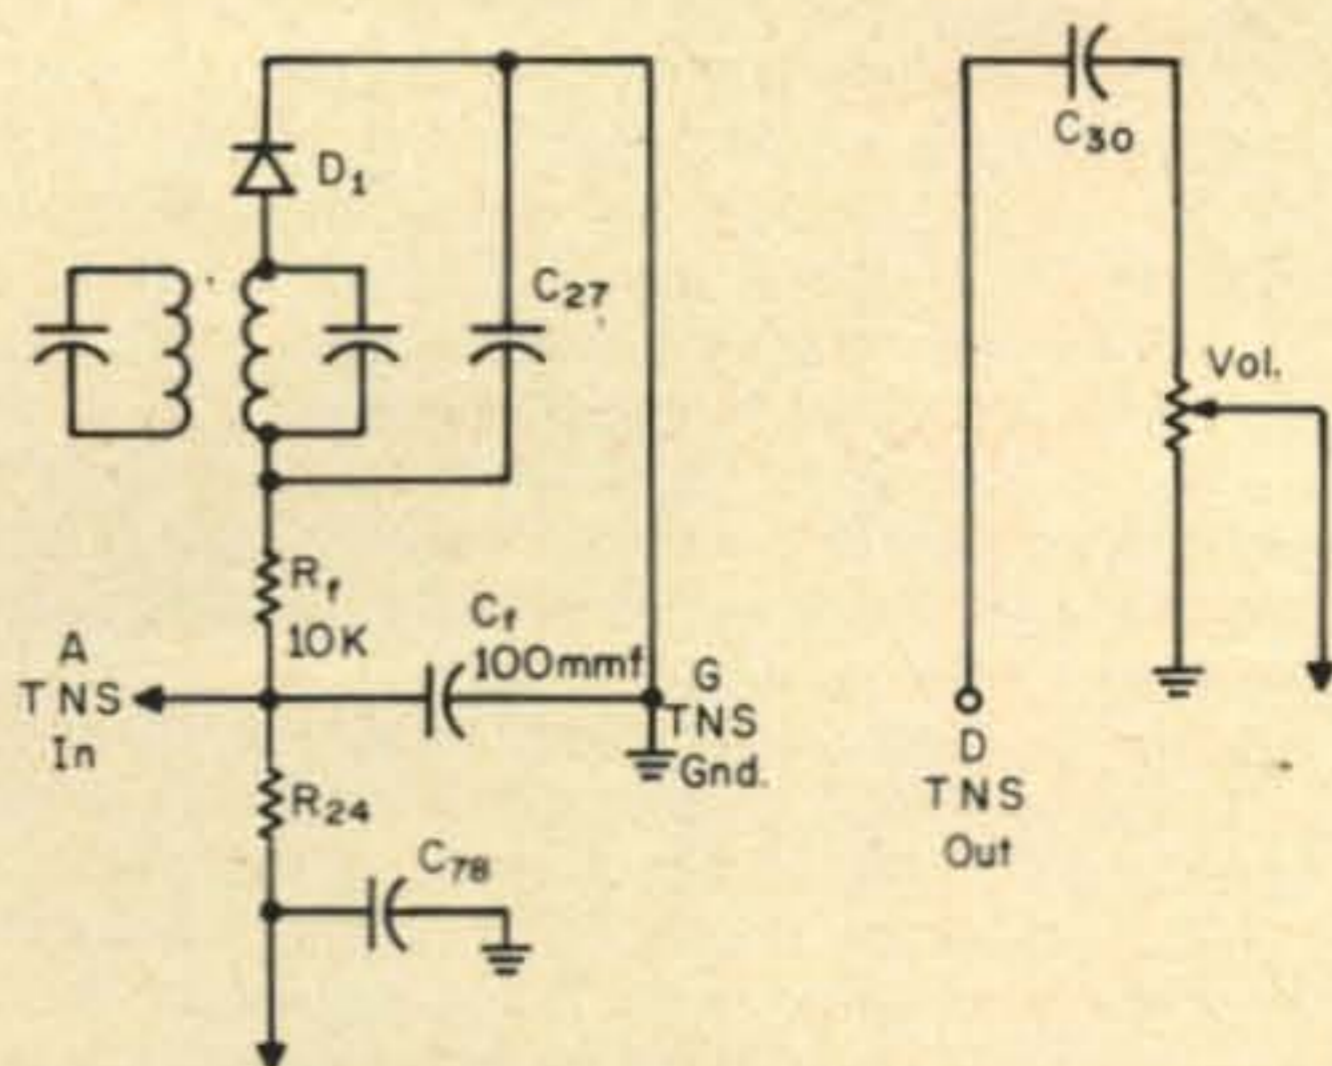 D1
C27
Rf
10K
Cf
100mmf
A
TNS
In
G
TNS
Gnd.
R24
C78
C30
Vol.
D
TNS
Out